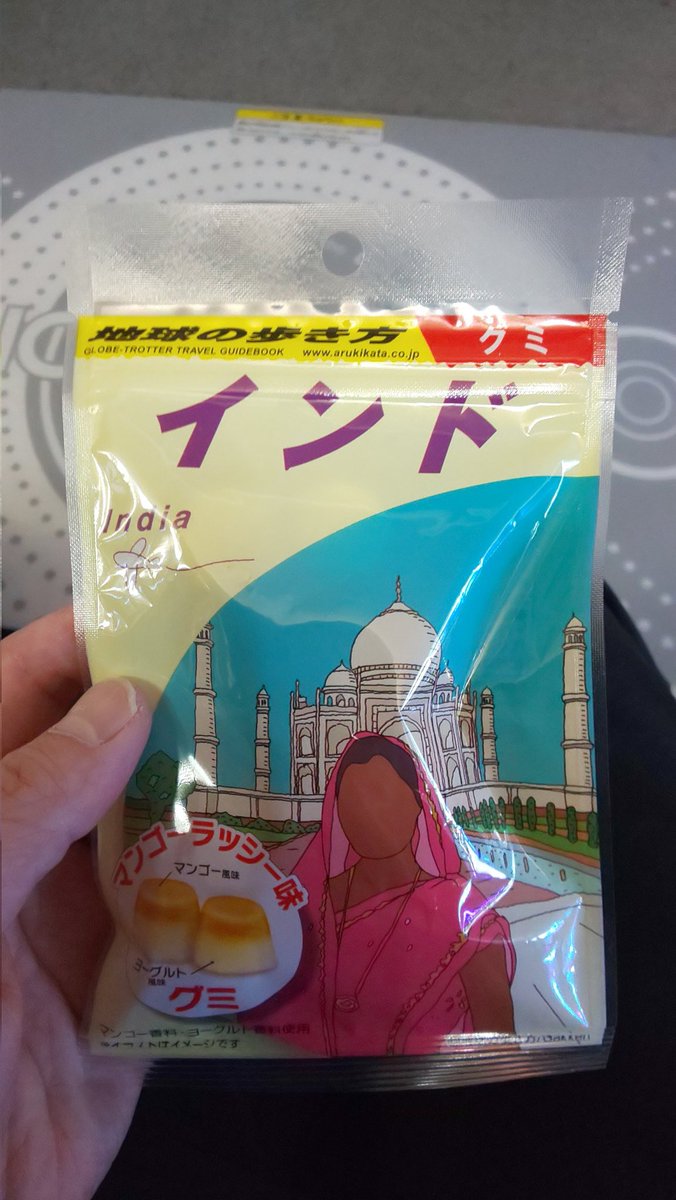 地球の歩き方
GLOBE-TROTTER TRAVEL GUIDEBOOK www.arukikata.co.jp
グミ
インド
India
マンゴーラッシー味
マンゴー風味
ヨーグルト
風味
グミ
マンゴー香料・ヨーグルト香料使用
※イラストはイメージです